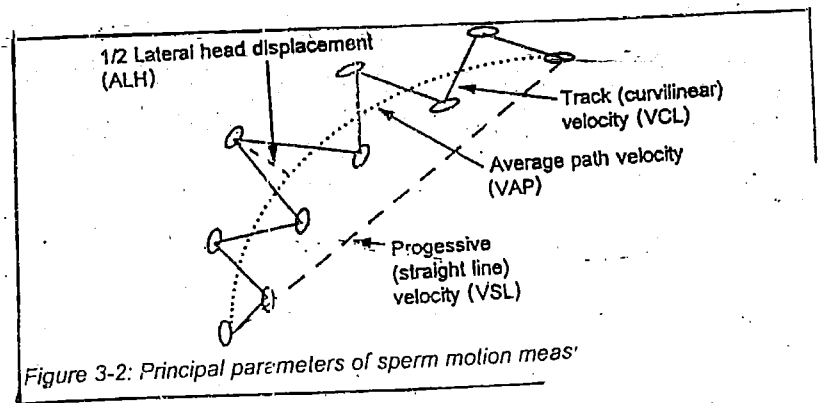 1/2 Lateral head displacement
(ALH)
Track (curvilinear)
velocity (VCL)
Average path velocity
(VAP)
Progessive
(straight line)
velocity (VSL)
Figure 3-2: Principal parameters of sperm motion meas'